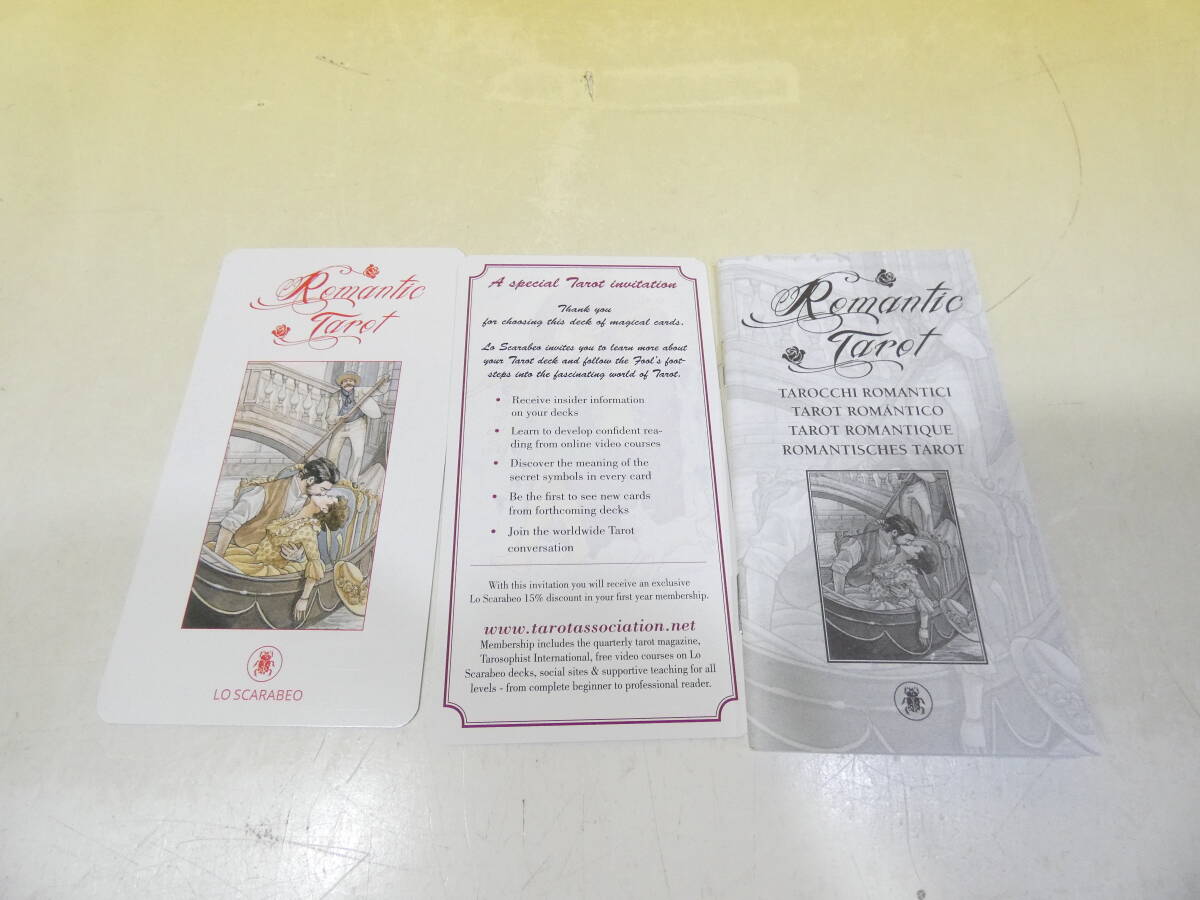 Romantic
Tarot
LO SCARABEO
A special Tarot invitation
Thank you
for choosing this deck of magical cards.
Lo Scarabeo invites you to learn more about
your Tarot deck and follow the Fool's foot-
steps into the fascinating world of Tarot.
• Receive insider information
on your decks
• Learn to develop confident rea-
ding from online video courses
• Discover the meaning of the
secret symbols in every card
• Be the first to see new cards
from forthcoming decks
• Join the worldwide Tarot
conversation
With this invitation you will receive an exclusive
Lo Scarabeo 15% discount in your first year membership.
www.tarotassociation.net
Membership includes the quarterly tarot magazine,
Tarosophist International, free video courses on Lo
Scarabeo decks, social sites & supportive teaching for all
levels - from complete beginner to professional reader.
Romantic
Tarot
TAROCCHI ROMANTICI
TAROT ROMÁNTICO
TAROT ROMANTIQUE
ROMANTISCHES TAROT